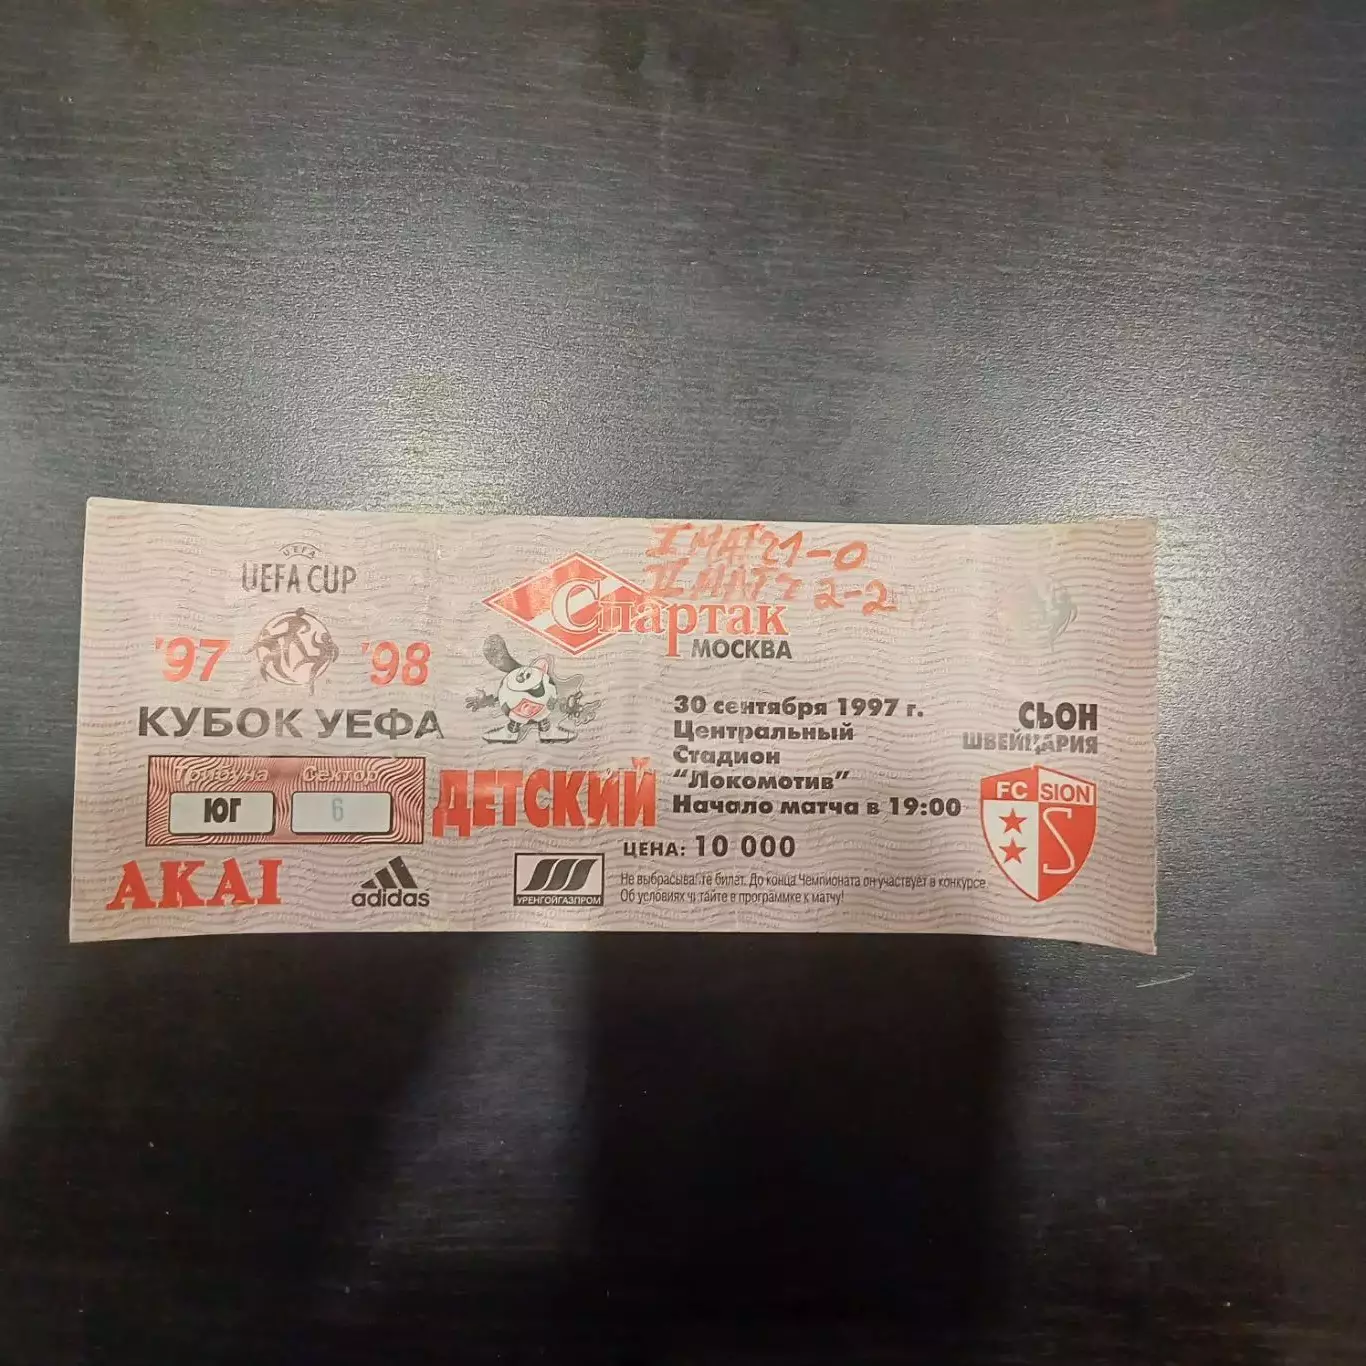 UEFA
UEFA CUP
'97 '98
КУБОК УЕФА
Трибуна Сектор
ЮГ 6
AKAI
adidas
Спартак
МОСКВА
I МАТЧ 1-0
II МАТЧ 2-2
ДЕТСКИЙ
30 сентября 1997 г.
Центральный
Стадион
"Локомотив"
Начало матча в 19:00
ЦЕНА: 10 000
УРЕНГОЙГАЗПРОМ
Не выбрасывайте билет. До конца Чемпионата он участвует в конкурсе.
Об условиях читайте в программке к матчу!
СЬОН
ШВЕЙЦАРИЯ
FC SION
S